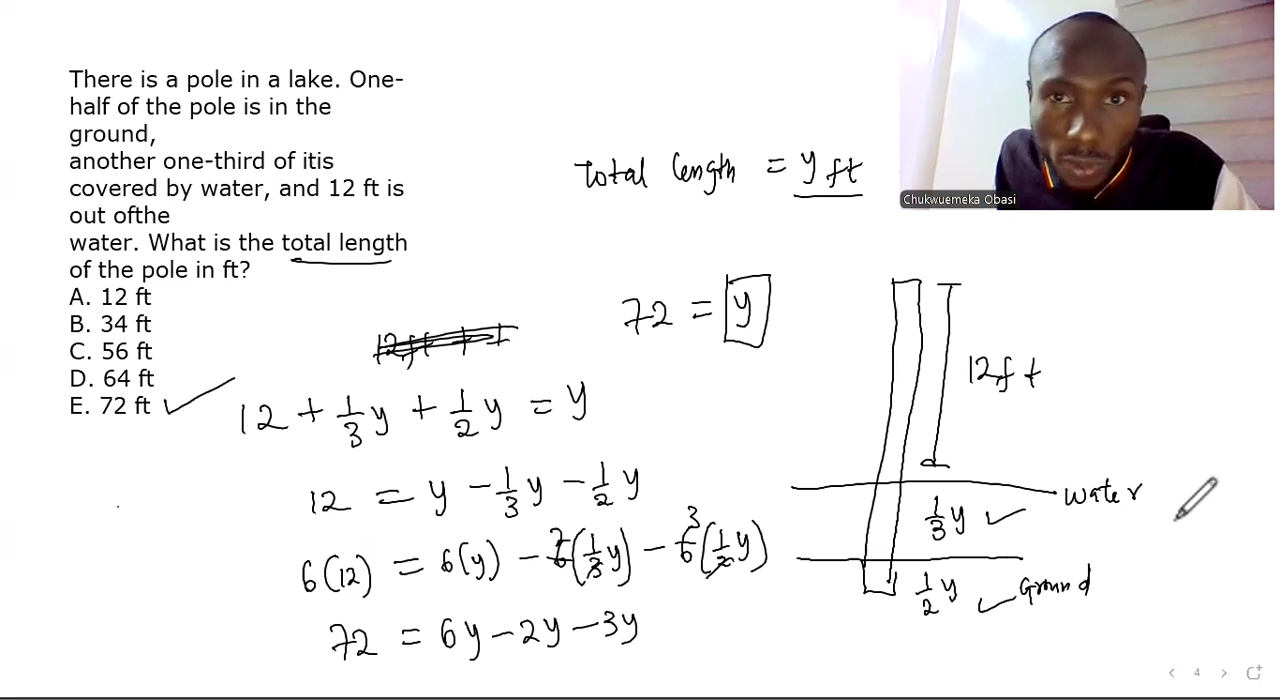 There is a pole in a lake. One-
half of the pole is in the
ground,
another one-third of itis
covered by water, and 12 ft is
out ofthe
water. What is the total length
of the pole in ft?
A. 12 ft
B. 34 ft
C. 56 ft
D. 64 ft
E. 72 ft
Total length = y ft
Chukwuemeka Obasi
72 = y
12 + 1/3 y + 1/2 y = y
12 = y - 1/3 y - 1/2 y
6(12) = 6(y) - 6(1/3 y) - 6(1/2 y)
2 3
72 = 6y - 2y - 3y
12ft
water
1/3 y
1/2 y
Ground
4